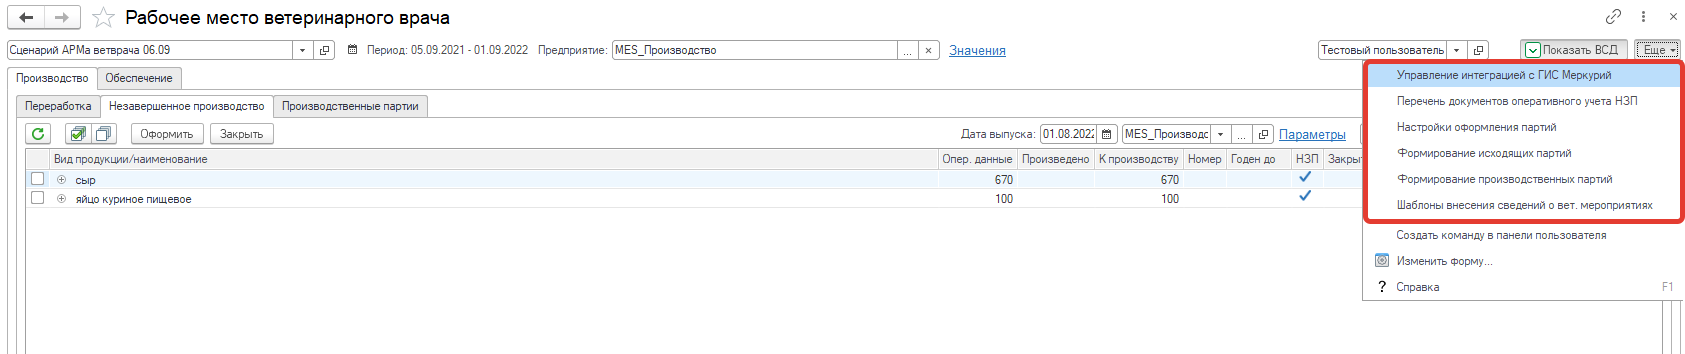 Рабочее место ветеринарного врача
Сценарий АРМа ветврача 06.09 Период: 05.09.2021 - 01.09.2022 Предприятие: MES_Производство ... × Значения Тестовый пользователь Показать ВСД Еще
Производство Обеспечение
Переработка Незавершенное производство Производственные партии
Оформить Закрыть Дата выпуска: 01.08.2022 MES_Производс ... Параметры
Вид продукции/наименование Опер. данные Произведено К производству Номер Годен до НЗП Закрыт
сыр 670 670
яйцо куриное пищевое 100 100
Управление интеграцией с ГИС Меркурий
Перечень документов оперативного учета НЗП
Настройки оформления партий
Формирование исходящих партий
Формирование производственных партий
Шаблоны внесения сведений о вет. мероприятиях
Создать команду в панели пользователя
Изменить форму...
? Справка F1